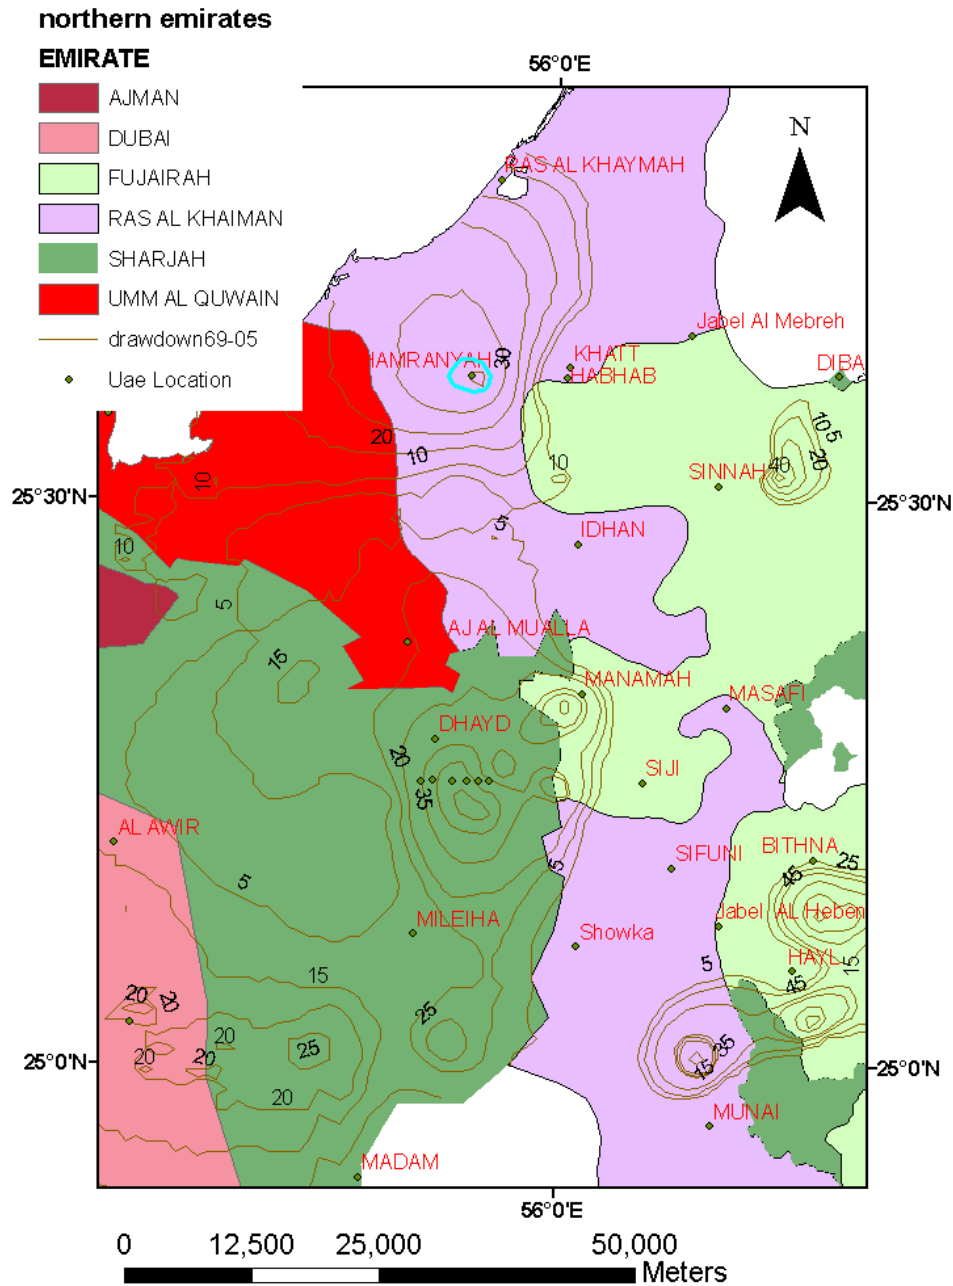 northern emirates
EMIRATE
AJMAN
DUBAI
FUJAIRAH
RAS AL KHAIMAN
SHARJAH
UMM AL QUWAIN
drawdown69-05
Uae Location
56°0'E
N
RAS AL KHAYMAH
Jabel Al Mebreh
HAMRANYAH
30
KHATT
HABHAB
DIBA
20
10
10
10
5
20
40
SINNAH
10
25°30'N
25°30'N
5
IDHAN
10
5
AJ AL MUALLA
15
MANAMAH
MASAFI
DHAYD
20
35
SIJI
AL AWIR
5
SIFUNI
BITHNA
25
45
5
MILEIHA
Showka
Jabel AL Heben
HAYL
15
5
45
15
20
20
25
20
20
20
25
35
15
25°0'N
25°0'N
20
MUNAI
MADAM
56°0'E
0 12,500 25,000 50,000
Meters